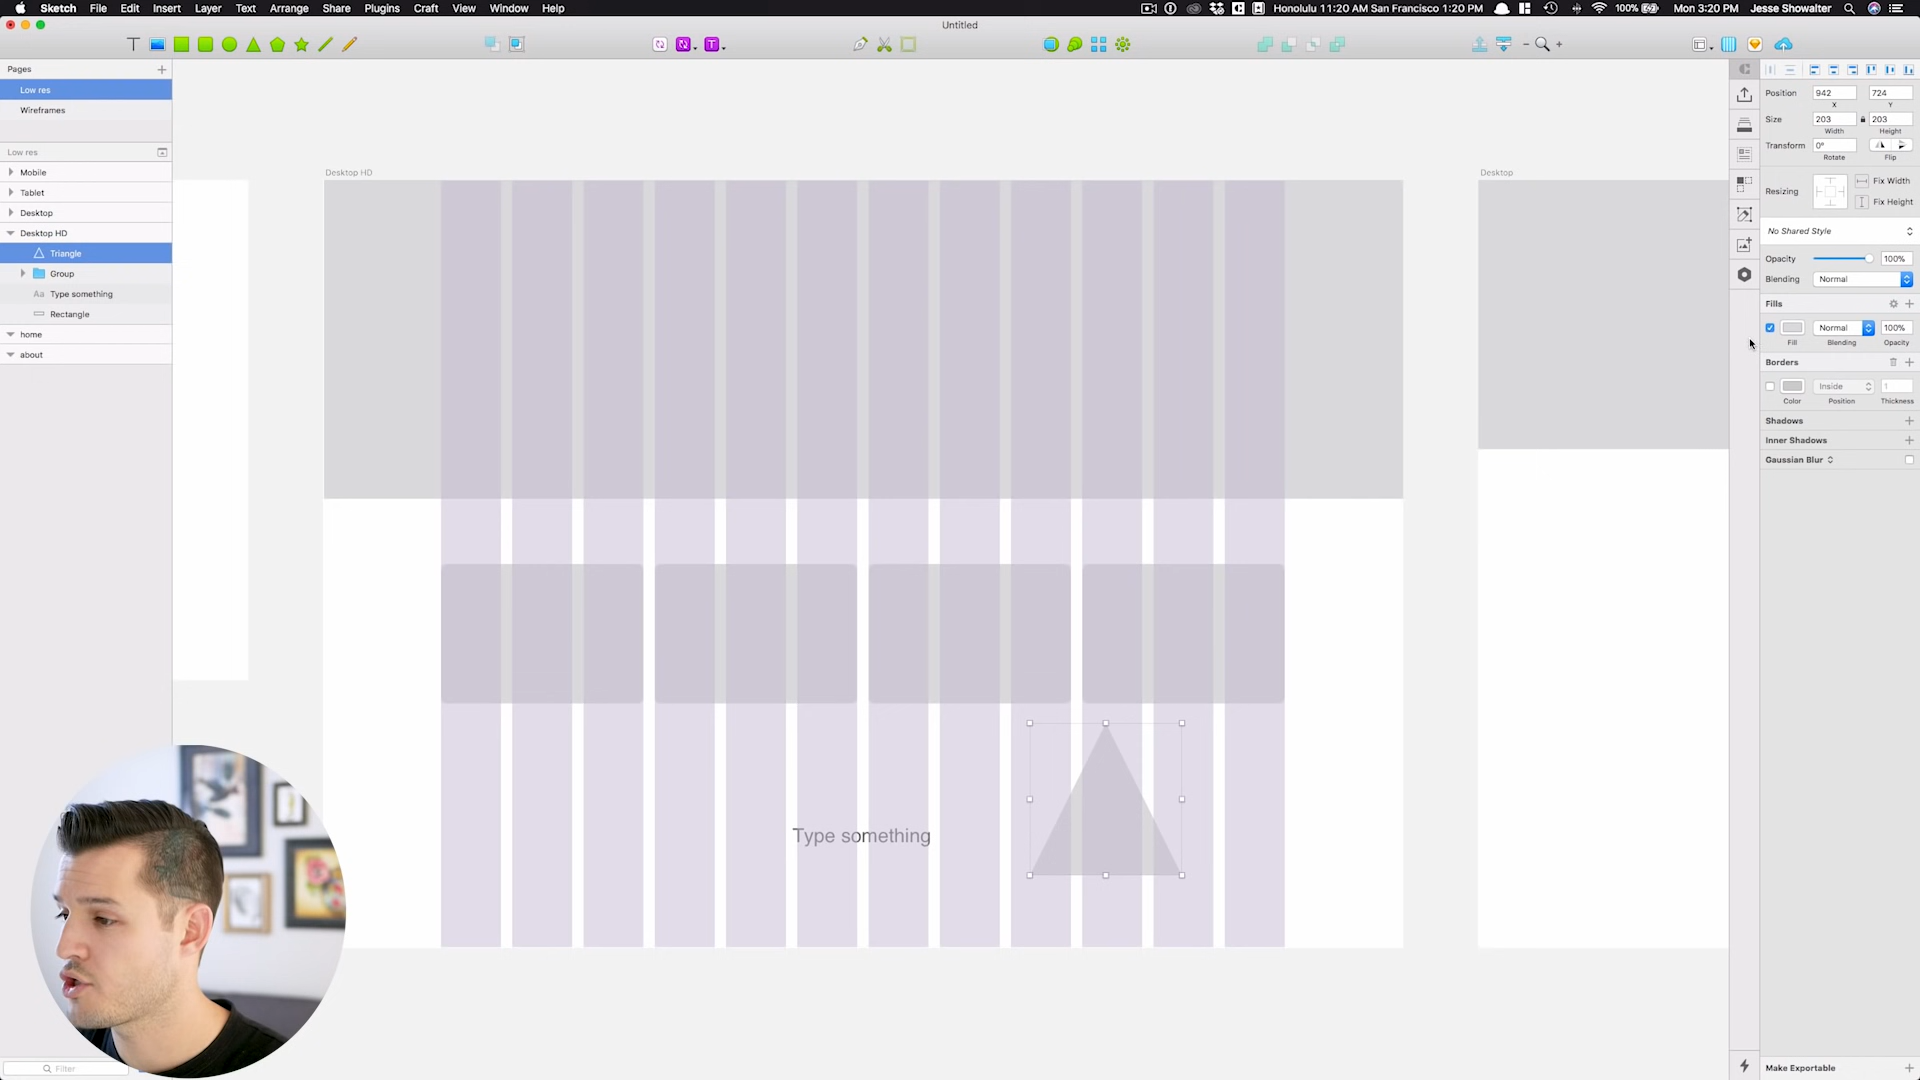 Sketch File Edit Insert Layer Text Arrange Share Plugins Craft View Window Help
Honolulu 11:20 AM San Francisco 1:20 PM 100% Mon 3:20 PM Jesse Showalter
Untitled
Pages
Low res
Wireframes
Low res
Mobile
Tablet
Desktop
Desktop HD
Triangle
Group
Aa Type something
Rectangle
home
about
Filter
Desktop HD
Desktop
Type something
Position 942 724
X Y
Size 203 203
Width Height
Transform 0°
Rotate Flip
Resizing Fix Width
Fix Height
No Shared Style
Opacity 100%
Blending Normal
Fills
Normal 100%
Fill Blending Opacity
Borders
Inside 1
Color Position Thickness
Shadows
Inner Shadows
Gaussian Blur
Make Exportable